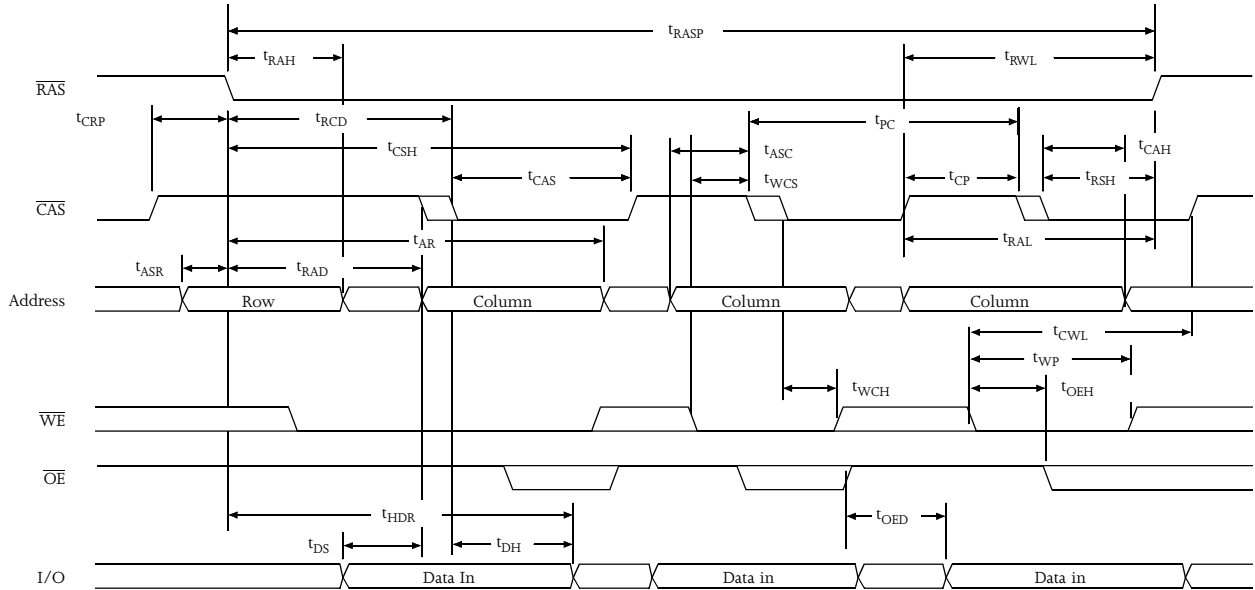 tRASP
tRAH tRWL
RAS
tCRP tRCD tPC
tCSH tASC tCAH
tCAS tWCS tCP tRSH
CAS
tAR tRAL
tASR tRAD
Address Row Column Column Column
tCWL
tWP
tWCH tOEH
WE
OE
tHDR tOED
tDS tDH
I/O Data In Data in Data in